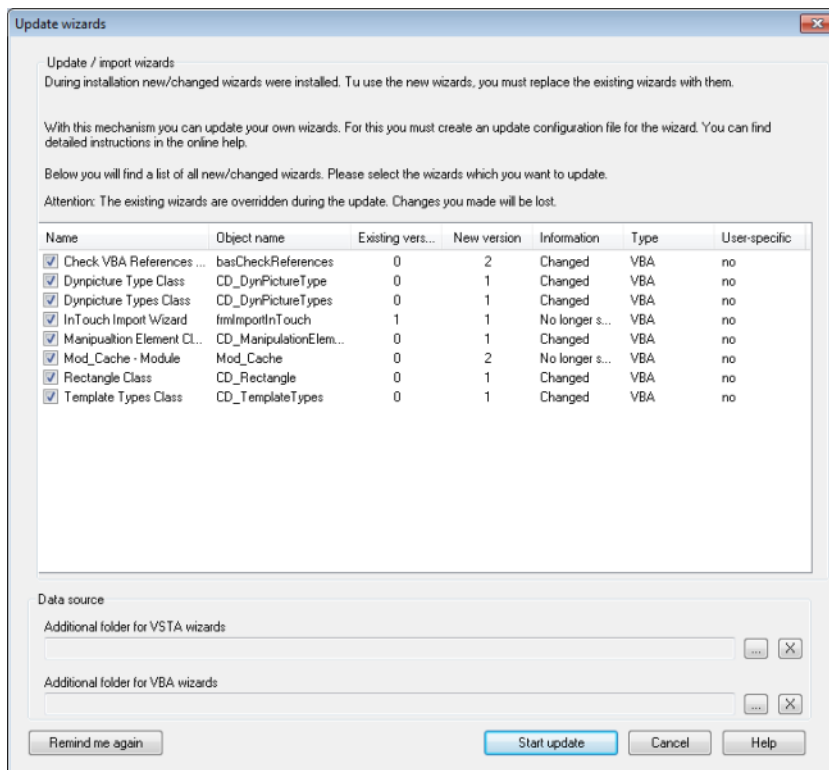 Update wizards
Update / import wizards
During installation new/changed wizards were installed. Tu use the new wizards, you must replace the existing wizards with them.
With this mechanism you can update your own wizards. For this you must create an update configuration file for the wizard. You can find
detailed instructions in the online help.
Below you will find a list of all new/changed wizards. Please select the wizards which you want to update.
Attention: The existing wizards are overridden during the update. Changes you made will be lost.
Name Object name Existing vers... New version Information Type User-specific
Check VBA References ... basCheckReferences 0 2 Changed VBA no
Dynpicture Type Class CD_DynPictureType 0 1 Changed VBA no
Dynpicture Types Class CD_DynPictureTypes 0 1 Changed VBA no
InTouch Import Wizard frmImportInTouch 1 1 No longer s... VBA no
Manipualtion Element Cl... CD_ManipulationElem... 0 1 Changed VBA no
Mod_Cache - Module Mod_Cache 0 2 No longer s... VBA no
Rectangle Class CD_Rectangle 0 1 Changed VBA no
Template Types Class CD_TemplateTypes 0 1 Changed VBA no
Data source
Additional folder for VSTA wizards
... X
Additional folder for VBA wizards
... X
Remind me again Start update Cancel Help